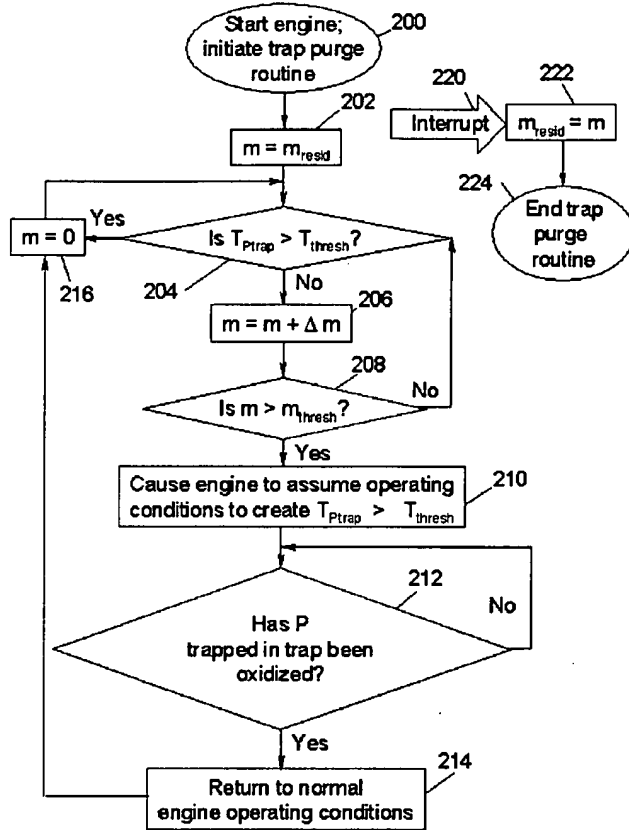 Start engine;
initiate trap purge
routine
200
202
m = m_resid
220
222
Interrupt
m_resid = m
224
End trap
purge
routine
Yes
m = 0
216
Is T_Ptrap > T_thresh?
204
No
206
m = m + Δ m
208
No
Is m > m_thresh?
Yes
210
Cause engine to assume operating
conditions to create T_Ptrap > T_thresh
212
No
Has P
trapped in trap been
oxidized?
Yes
214
Return to normal
engine operating conditions